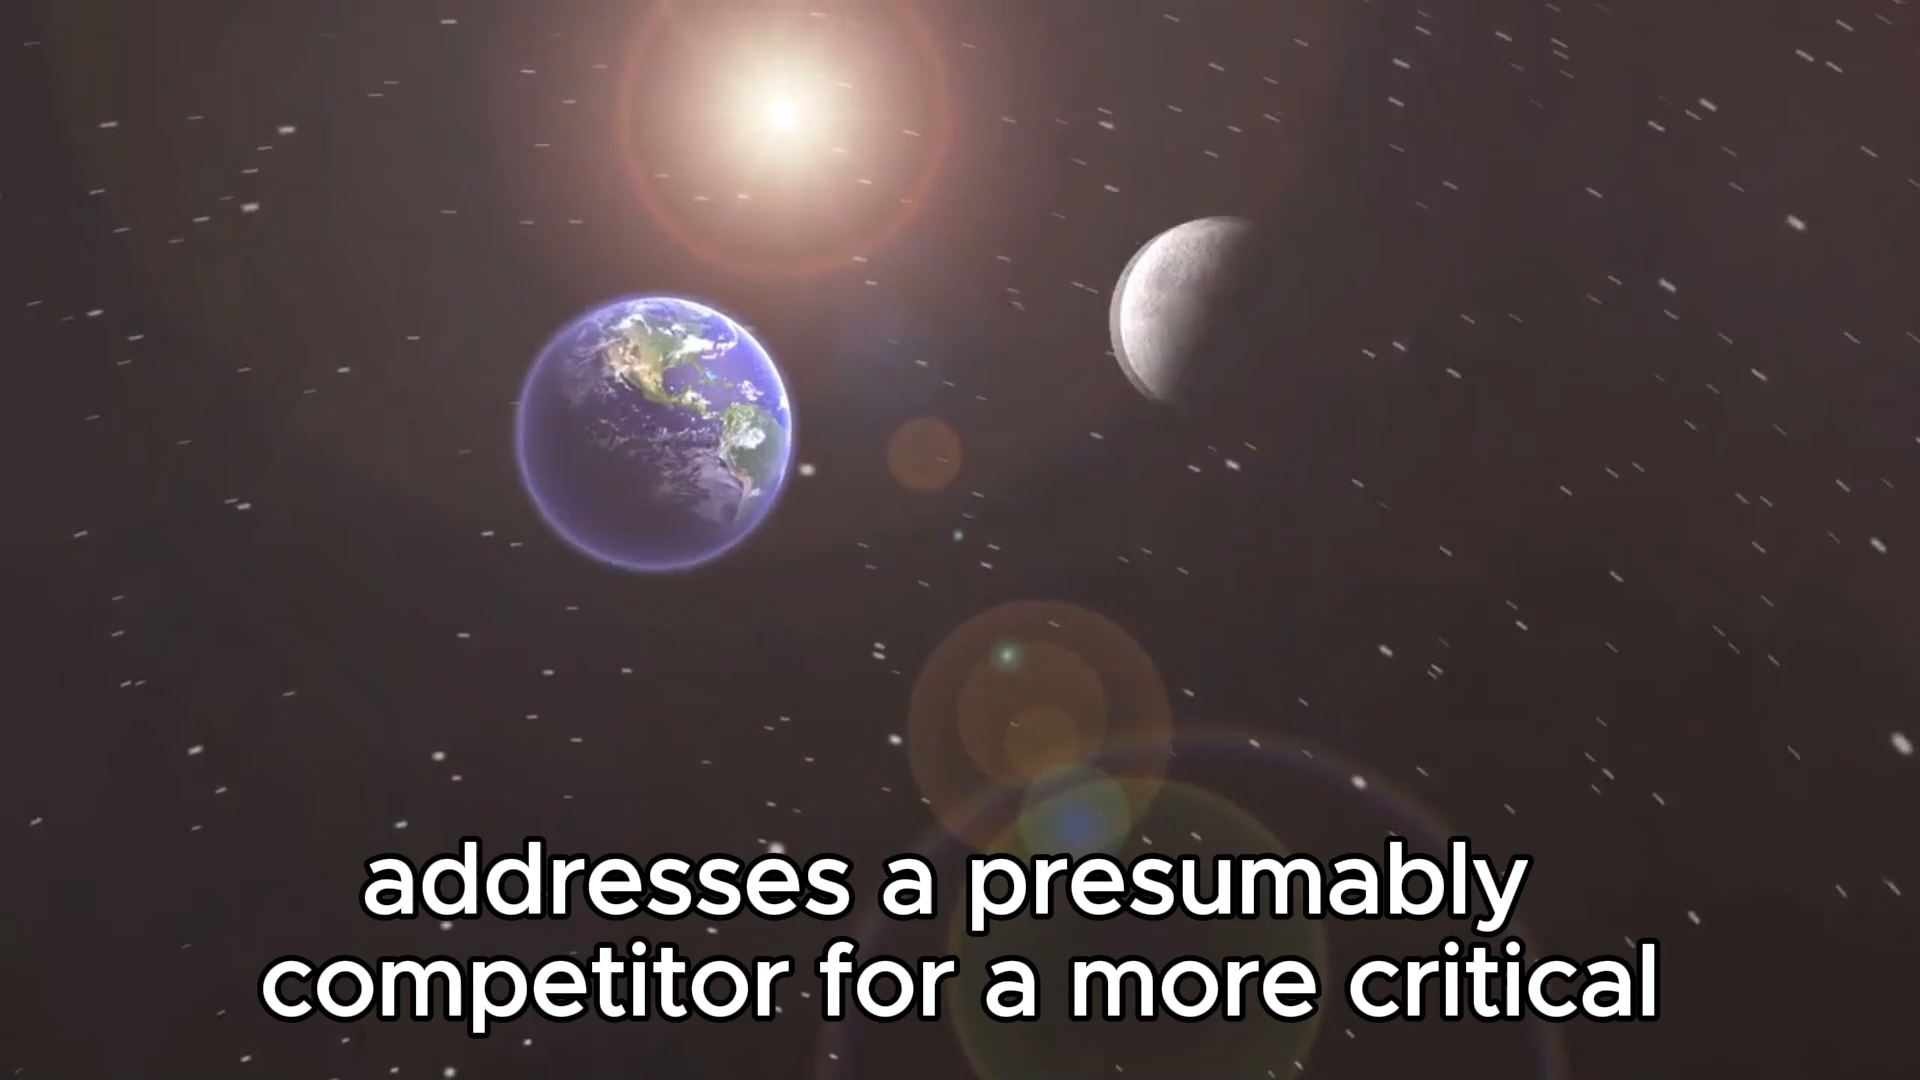 addresses a presumably
competitor for a more critical